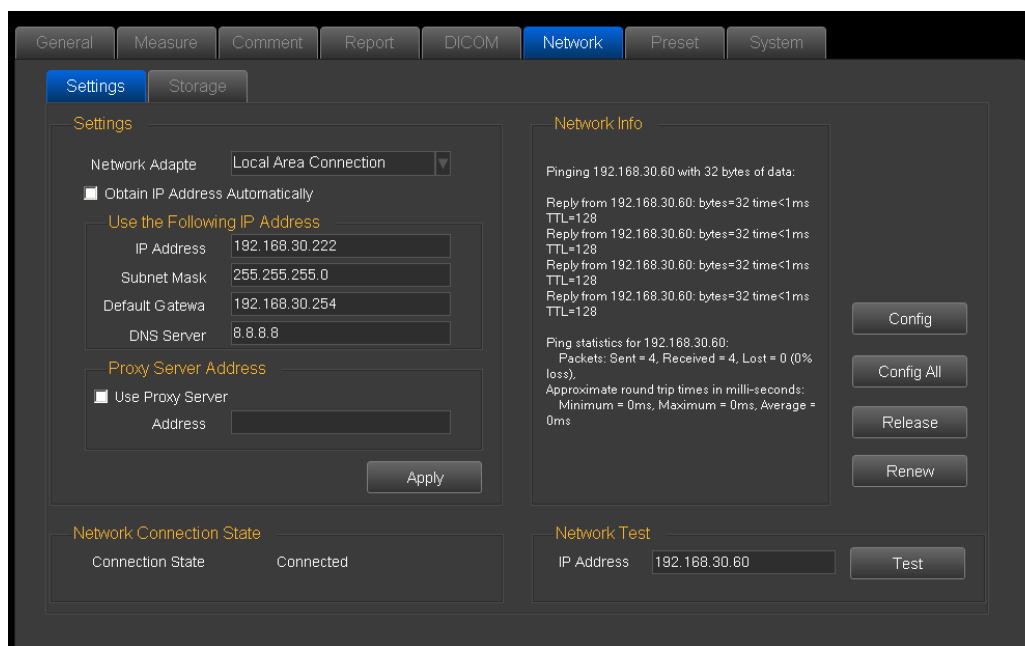 General Measure Comment Report DICOM Network Preset System
Settings Storage
Settings
Network Adapte Local Area Connection
Obtain IP Address Automatically
Use the Following IP Address
IP Address 192.168.30.222
Subnet Mask 255.255.255.0
Default Gatewa 192.168.30.254
DNS Server 8.8.8.8
Proxy Server Address
Use Proxy Server
Address
Apply
Network Info
Pinging 192.168.30.60 with 32 bytes of data:
Reply from 192.168.30.60: bytes=32 time<1ms
TTL=128
Reply from 192.168.30.60: bytes=32 time<1ms
TTL=128
Reply from 192.168.30.60: bytes=32 time<1ms
TTL=128
Reply from 192.168.30.60: bytes=32 time<1ms
TTL=128
Ping statistics for 192.168.30.60:
Packets: Sent = 4, Received = 4, Lost = 0 (0%
loss),
Approximate round trip times in milli-seconds:
Minimum = 0ms, Maximum = 0ms, Average =
0ms
Config
Config All
Release
Renew
Network Connection State
Connection State Connected
Network Test
IP Address 192.168.30.60 Test